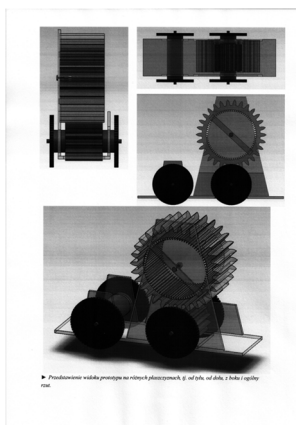 ► Przedstawienie widoku prototypu na różnych płaszczyznach, tj. od tyłu, od dołu, z boku i ogólny
rzut.